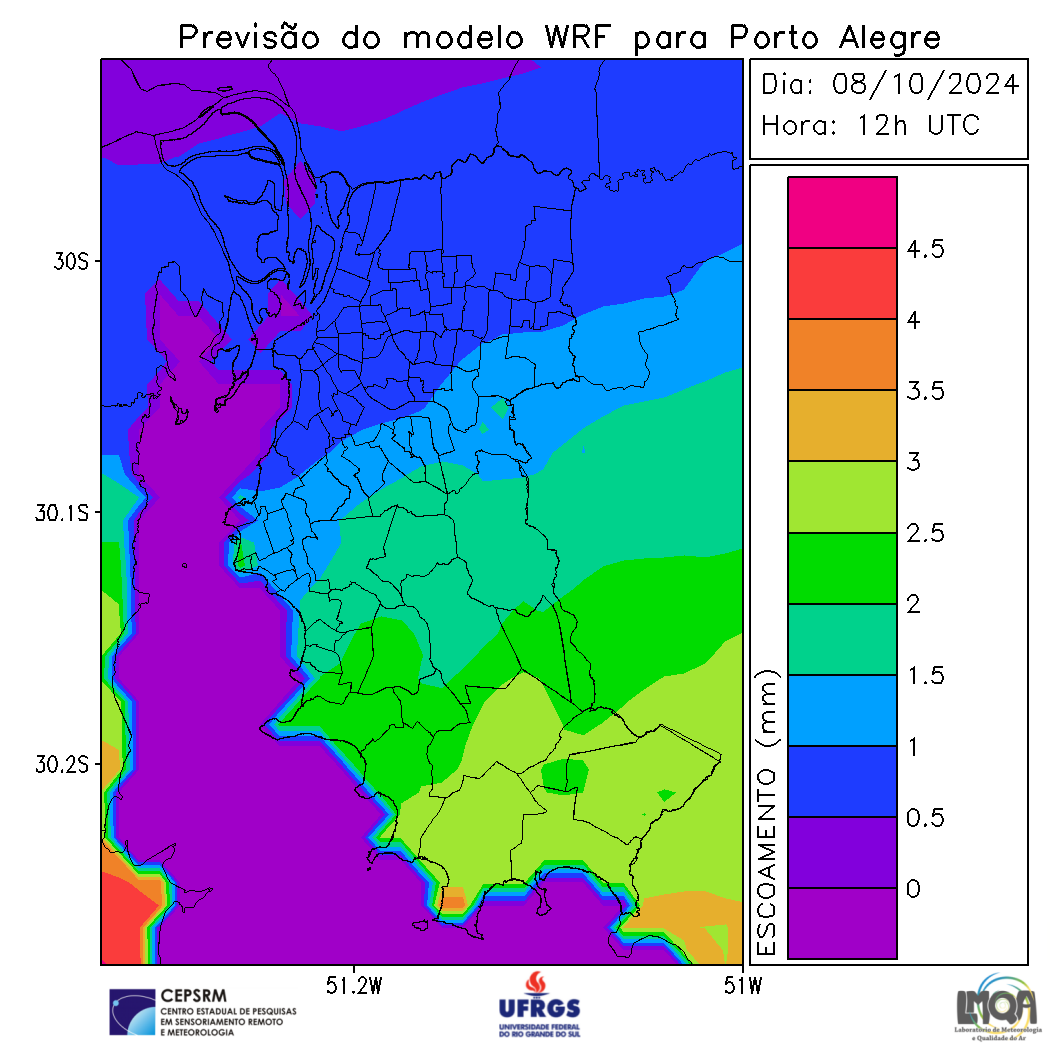 Previsão do modelo WRF para Porto Alegre
Dia: 08/10/2024
Hora: 12h UTC
30S
30.1S
30.2S
51.2W
51W
ESCOAMENTO (mm)
4.5
4
3.5
3
2.5
2
1.5
1
0.5
0
CEPSRM
CENTRO ESTADUAL DE PESQUISAS
EM SENSORIAMENTO REMOTO
E METEOROLOGIA
UFRGS
UNIVERSIDADE FEDERAL
DO RIO GRANDE DO SUL
LMQA
Laboratório de Meteorologia
e Qualidade do Ar